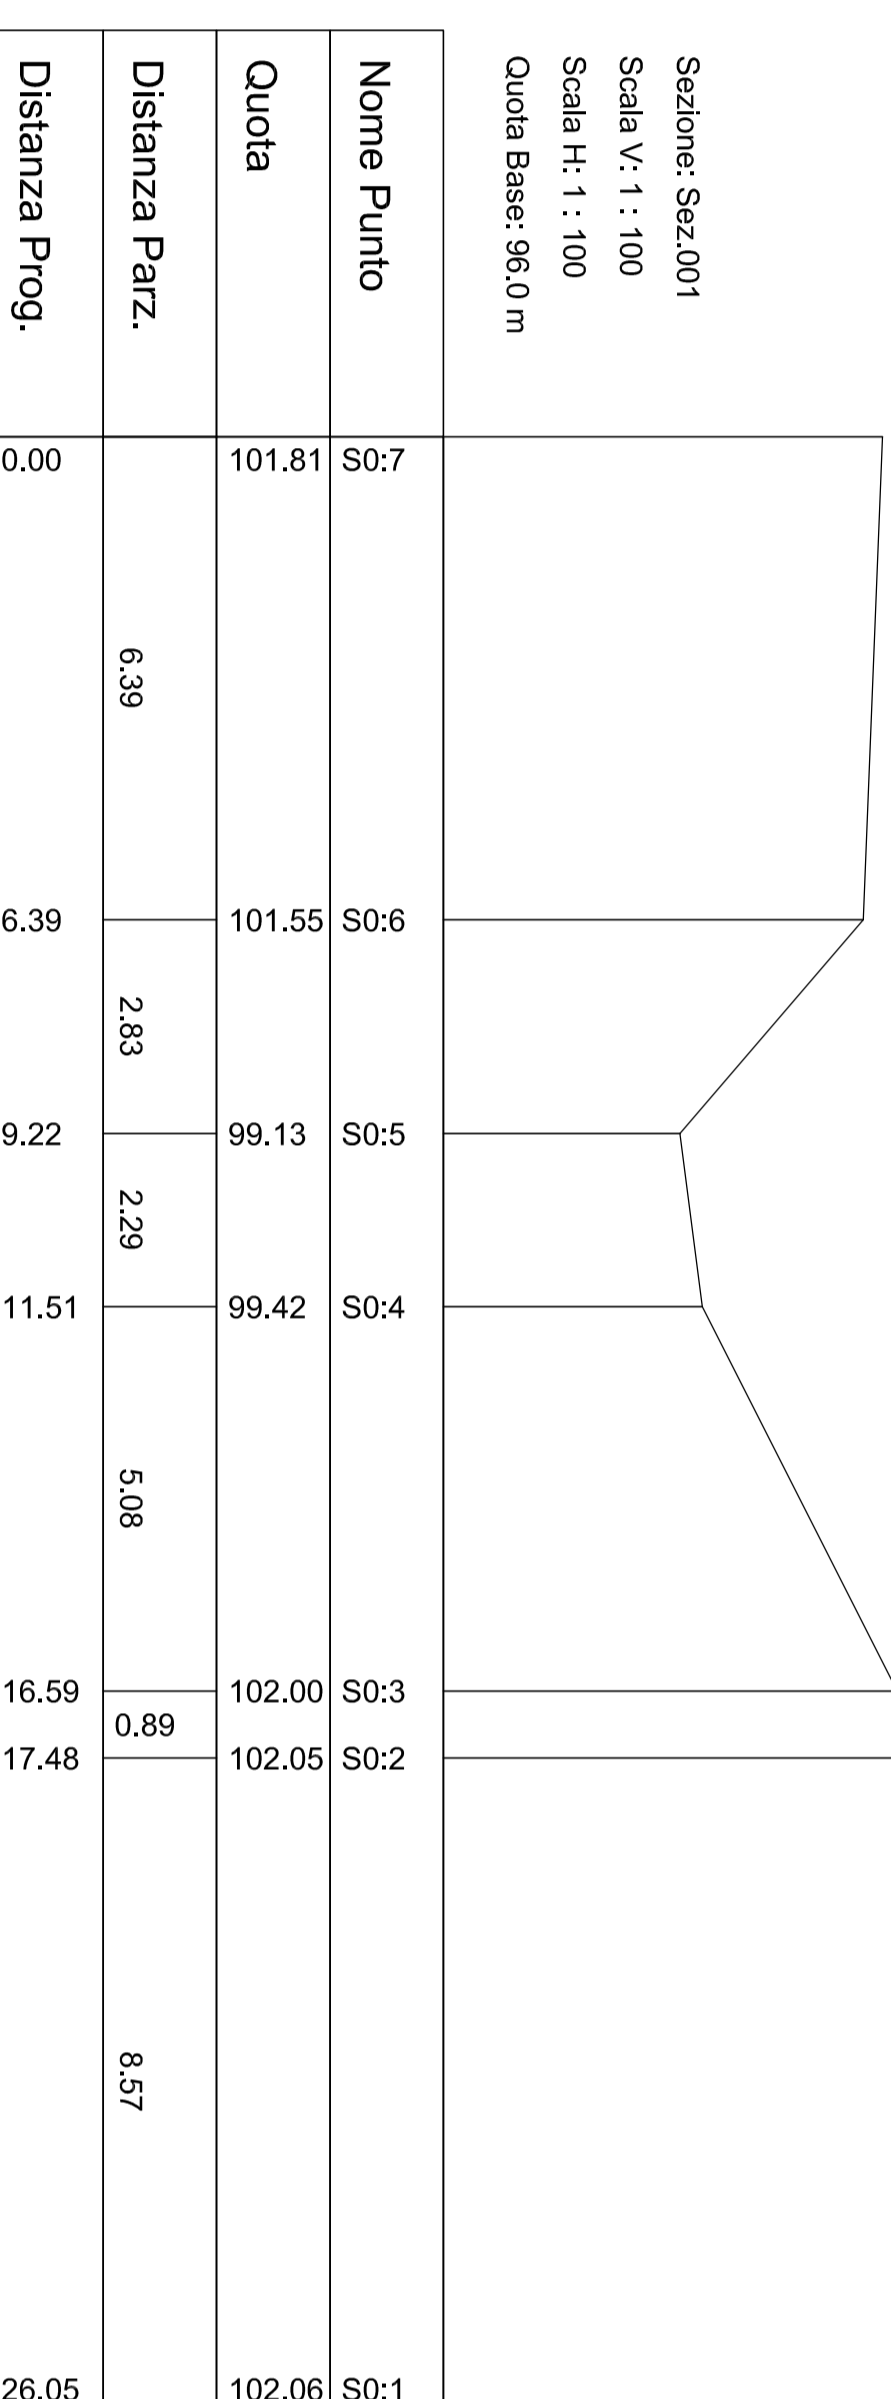 Sezione: Sez.001
Scala V: 1 : 100
Scala H: 1 : 100
Quota Base: 96.0 m
Nome Punto
S0:7
S0:6
S0:5
S0:4
S0:3
S0:2
S0:1
Quota
101.81
101.55
99.13
99.42
102.00
102.05
102.06
Distanza Parz.
6.39
2.83
2.29
5.08
0.89
8.57
Distanza Prog.
0.00
6.39
9.22
11.51
16.59
17.48
26.05